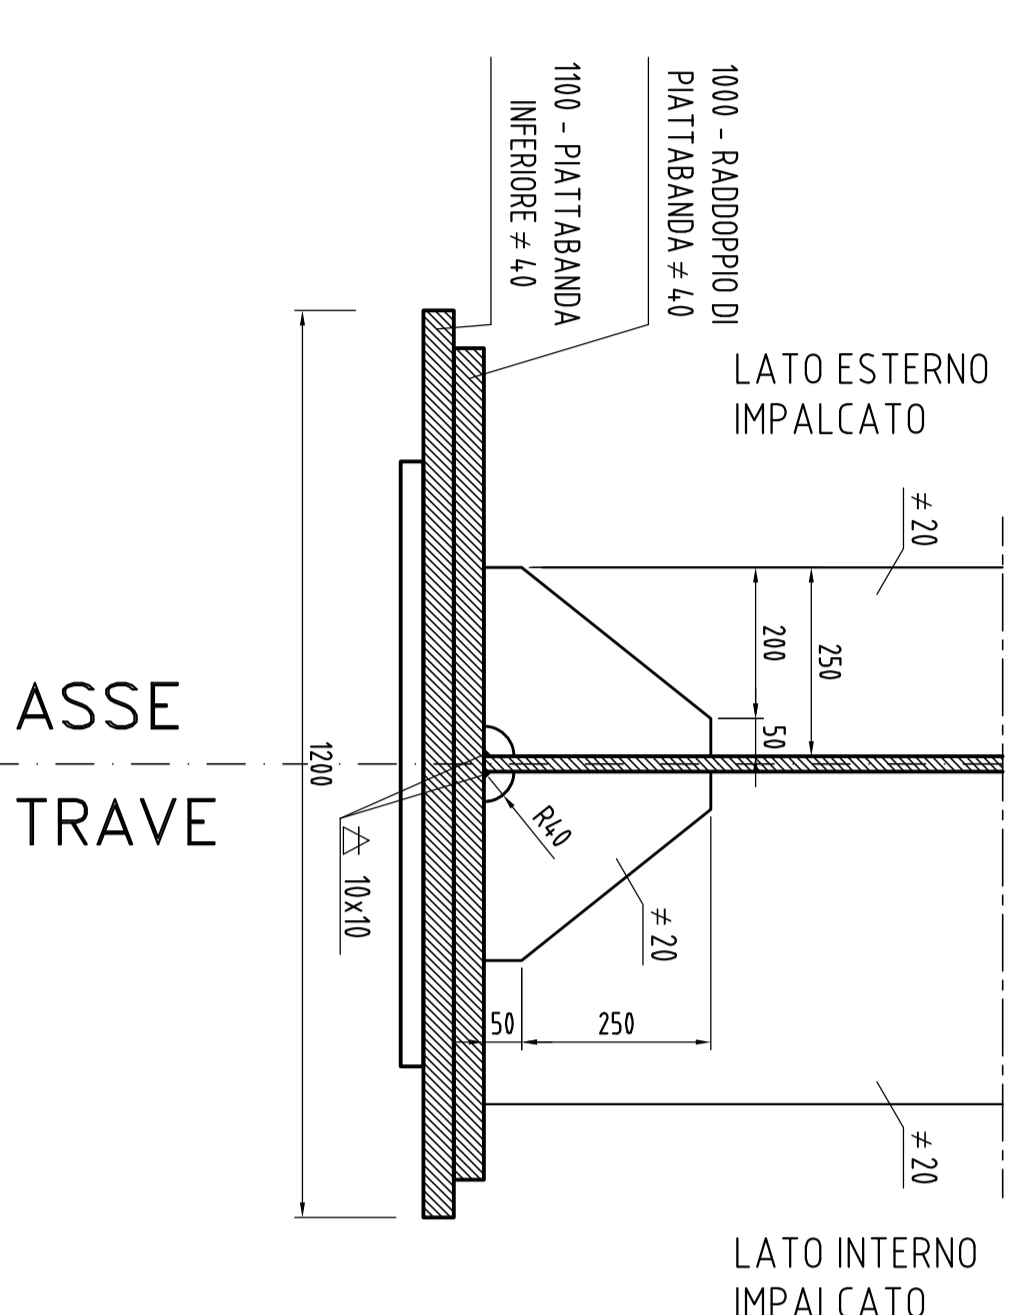 1000 - RADDOPPIO DI
PIATTABANDA ≠ 40
1100 - PIATTABANDA
INFERIORE ≠ 40
LATO ESTERNO
IMPALCATO
≠ 20
200
250
50
ASSE
TRAVE
1200
R40
10x10
≠ 20
50
250
≠ 20
LATO INTERNO
IMPALCATO